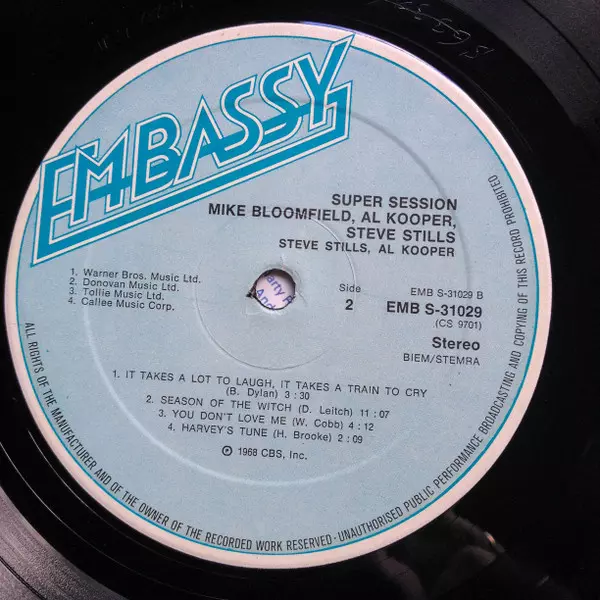 EMBASSY
SUPER SESSION
MIKE BLOOMFIELD, AL KOOPER,
STEVE STILLS
STEVE STILLS, AL KOOPER
1. Warner Bros. Music Ltd.
2. Donovan Music Ltd.
3. Tollie Music Ltd.
4. Callee Music Corp.
Side
2
EMB S-31029 B
EMB S-31029
(CS 9701)
Stereo
BIEM/STEMRA
1. IT TAKES A LOT TO LAUGH, IT TAKES A TRAIN TO CRY
(B. Dylan) 3:30
2. SEASON OF THE WITCH (D. Leitch) 11:07
3. YOU DON'T LOVE ME (W. Cobb) 4:12
4. HARVEY'S TUNE (H. Brooke) 2:09
Ⓟ 1968 CBS, Inc.
ALL RIGHTS OF THE MANUFACTURER AND OF THE OWNER OF THE RECORDED WORK RESERVED · UNAUTHORISED PUBLIC PERFORMANCE BROADCASTING AND COPYING OF THIS RECORD PROHIBITED